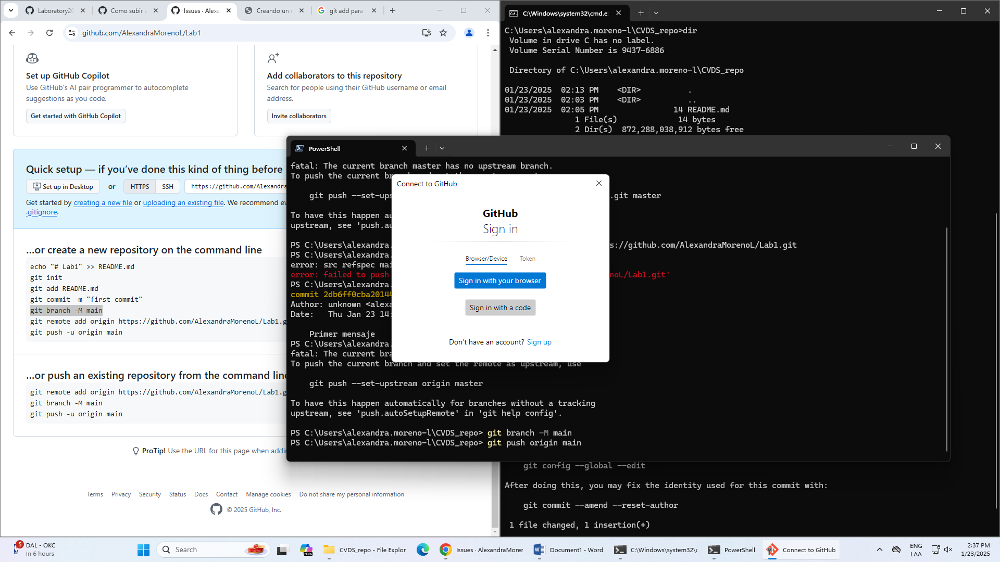 Laboratory20
Como subir
Issues · Alexa
Creando un
git add para
github.com/AlexandraMorenoL/Lab1
Set up GitHub Copilot
Use GitHub's AI pair programmer to autocomplete
suggestions as you code.
Get started with GitHub Copilot
Add collaborators to this repository
Search for people using their GitHub username or email
address.
Invite collaborators
Quick setup — if you've done this kind of thing before
Set up in Desktop
or
HTTPS
SSH
https://github.com/Alexandra
Get started by creating a new file or uploading an existing file. We recommend
.gitignore.
...or create a new repository on the command line
echo "# Lab1" >> README.md
git init
git add README.md
git commit -m "first commit"
git branch -M main
git remote add origin https://github.com/AlexandraMorenoL/Lab1.g
git push -u origin main
...or push an existing repository from the command line
git remote add origin https://github.com/AlexandraMorenoL/Lab1.g
git branch -M main
git push -u origin main
ProTip! Use the URL for this page when
Terms Privacy Security Status Docs Contact Manage cookies Do not share my personal information
© 2025 GitHub, Inc.
C:\Windows\system32\cmd.e
C:\Users\alexandra.moreno-l\CVDS_repo>dir
Volume in drive C has no label.
Volume Serial Number is 9437-6886
Directory of C:\Users\alexandra.moreno-l\CVDS_repo
01/23/2025 02:13 PM <DIR> .
01/23/2025 02:03 PM <DIR> ..
01/23/2025 02:05 PM 14 README.md
1 File(s) 14 bytes
2 Dir(s) 872,288,038,912 bytes free
PowerShell
fatal: The current branch master has no upstream branch.
To push the current
git push --set-ups .git master
To have this happen
upstream, see 'push.au
PS C:\Users\alexandra. s://github.com/AlexandraMorenoL/Lab1.git
PS C:\Users\alexandra.
error: src refspec mai
error: failed to push noL/Lab1.git'
PS C:\Users\alexandra.
commit 2db6ff0cba20144
Author: unknown <alexa
Date: Thu Jan 23 14:
Primer mensaje
PS C:\Users\alexandra.
fatal: The current bra
To push the current branch and set the remote as upstream, use
git push --set-upstream origin master
To have this happen automatically for branches without a tracking
upstream, see 'push.autoSetupRemote' in 'git help config'.
PS C:\Users\alexandra.moreno-l\CVDS_repo> git branch -M main
PS C:\Users\alexandra.moreno-l\CVDS_repo> git push origin main
Connect to GitHub
GitHub
Sign in
Browser/Device
Token
Sign in with your browser
Sign in with a code
Don't have an account? Sign up
git config --global --edit
After doing this, you may fix the identity used for this commit with:
git commit --amend --reset-author
1 file changed, 1 insertion(+)
5
DAL - OKC
In 6 hours
Search
M365
CVDS_repo - File Explor
Issues · AlexandraMorer
Document1 - Word
C:\Windows\system32\c
PowerShell
Connect to GitHub
ENG
LAA
2:37 PM
1/23/2025